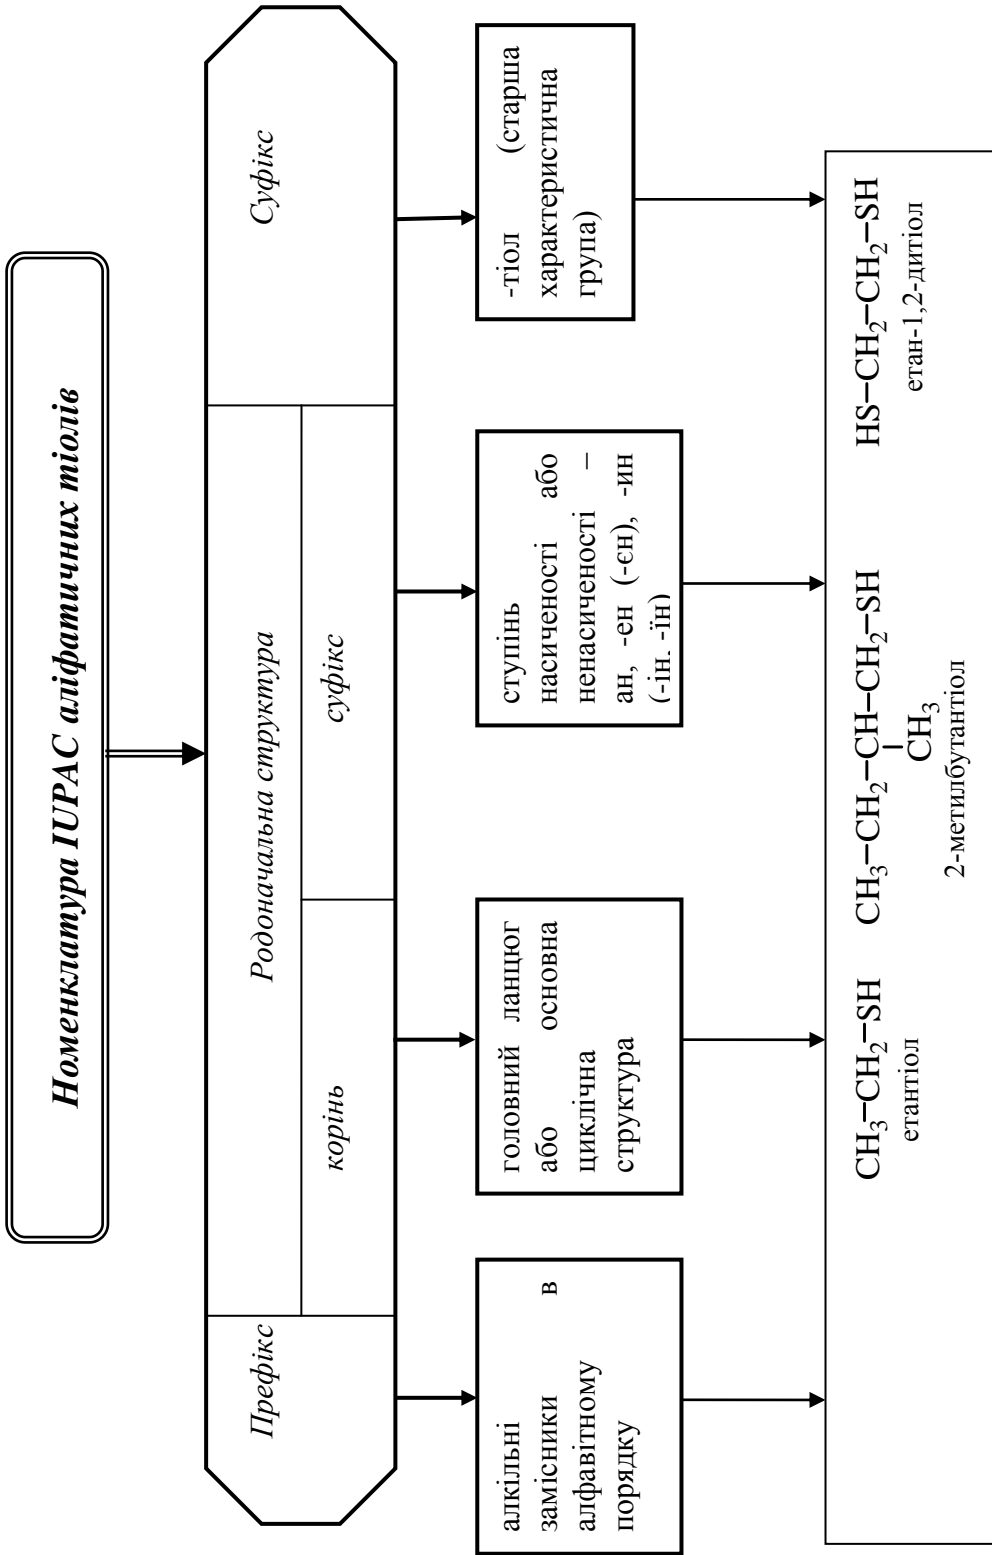 Номенклатура IUPAC аліфатичних тіолів
Префікс
Родоначальна структура
Суфікс
корінь
суфікс
алкільні
замісники в
алфавітному
порядку
головний ланцюг
або основна
циклічна
структура
ступінь
насиченості або
ненасиченості –
ан, -ен (-єн), -ин
(-ін, -їн)
-тіол (старша
характеристична
група)
CH3–CH2–SH
етантіол
CH3–CH2–CH–CH2–SH
CH3
2-метилбутантіол
HS–CH2–CH2–SH
етан-1,2-дитіол